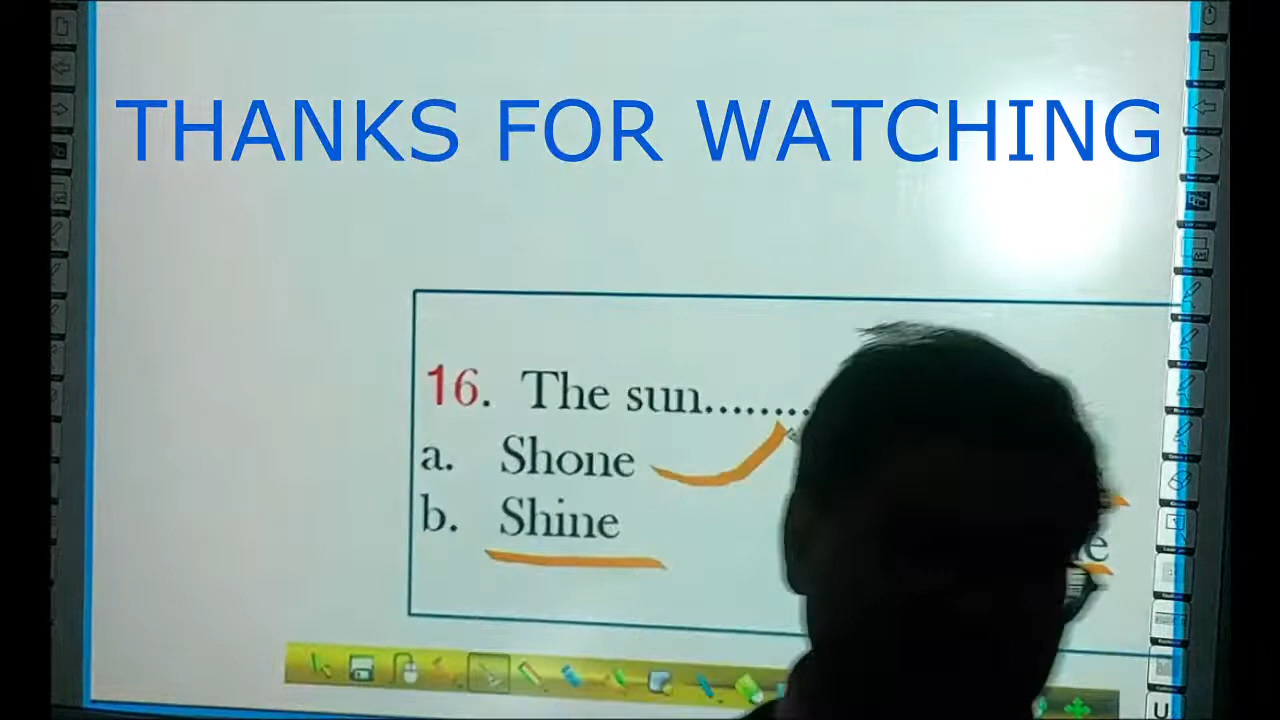 THANKS FOR WATCHING
16. The sun........
a. Shone
b. Shine